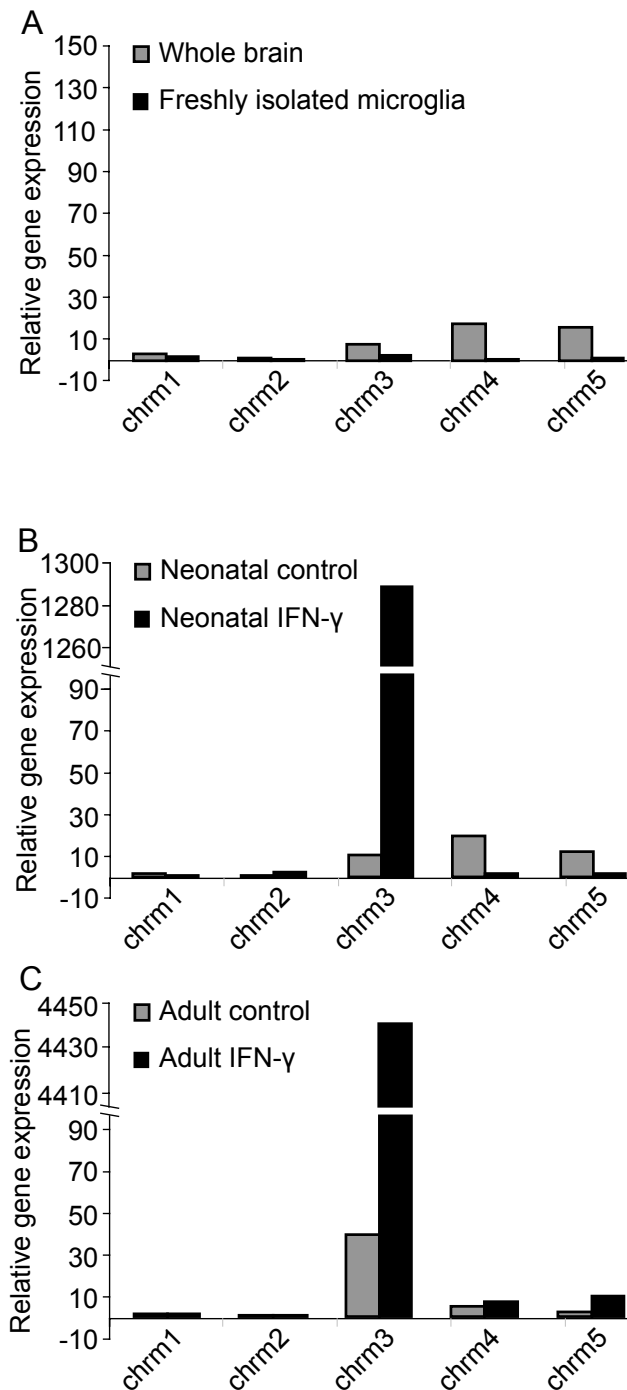 A
Whole brain
Freshly isolated microglia
Relative gene expression
150
130
110
90
70
50
30
10
-10
chrm1
chrm2
chrm3
chrm4
chrm5
B
Neonatal control
Neonatal IFN-γ
Relative gene expression
1300
1280
1260
90
70
50
30
10
-10
chrm1
chrm2
chrm3
chrm4
chrm5
C
Adult control
Adult IFN-γ
Relative gene expression
4450
4430
4410
90
70
50
30
10
-10
chrm1
chrm2
chrm3
chrm4
chrm5